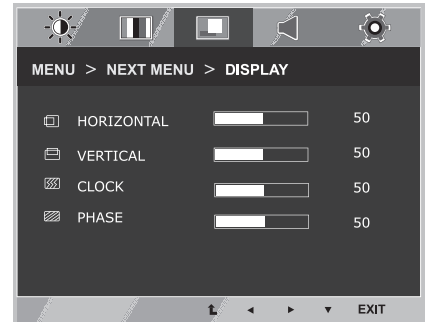 MENU > NEXT MENU > DISPLAY
HORIZONTAL 50
VERTICAL 50
CLOCK 50
PHASE 50
EXIT